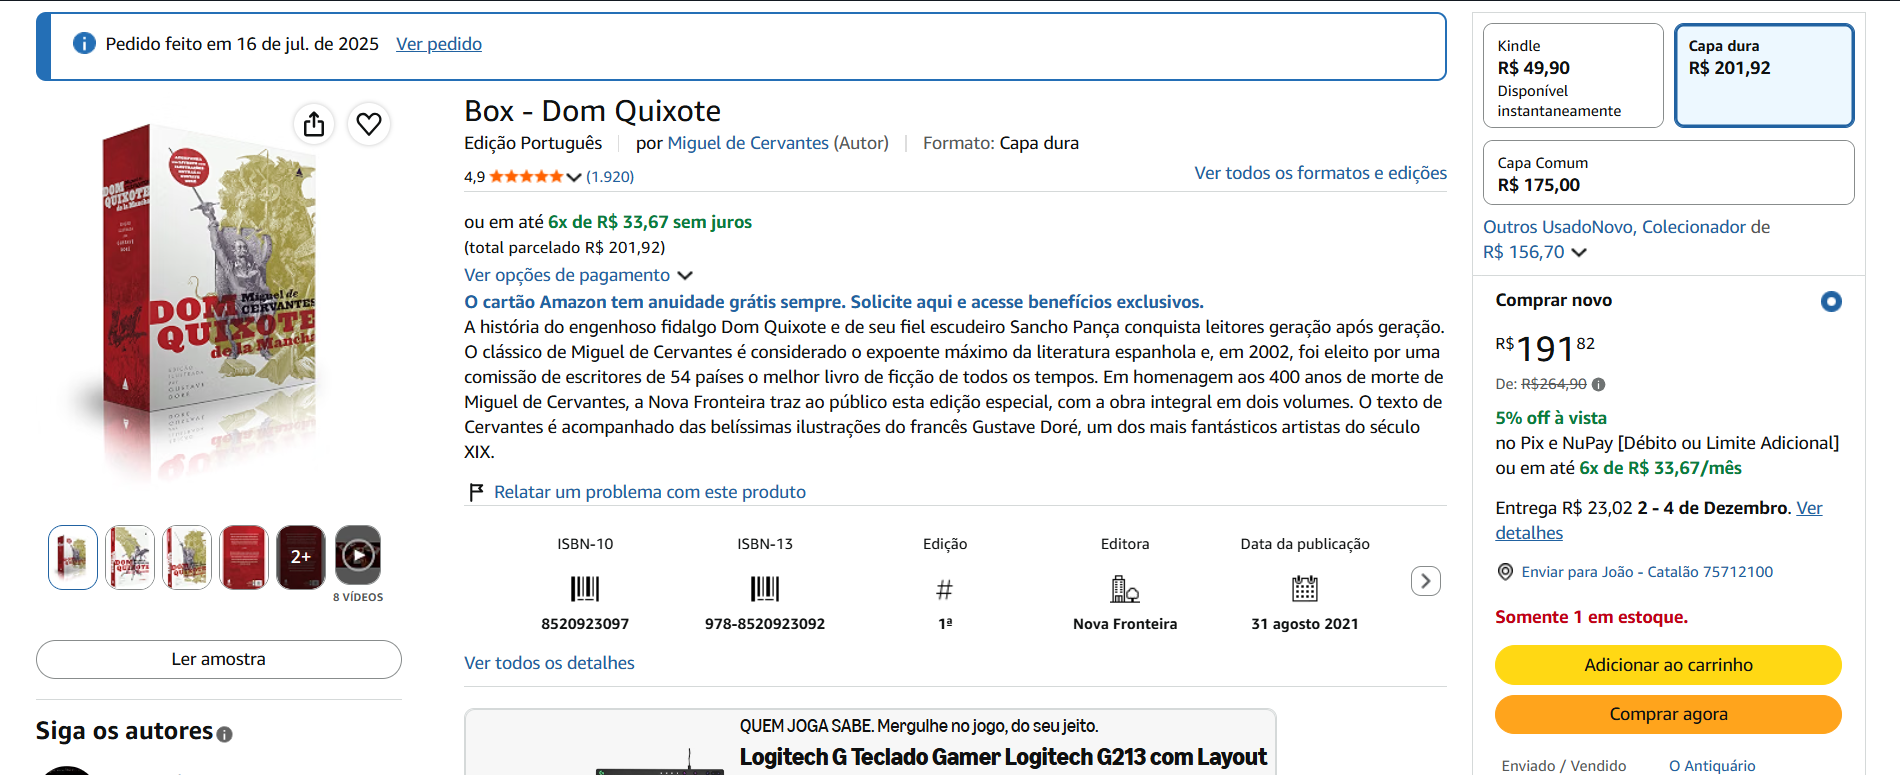 Pedido feito em 16 de jul. de 2025 Ver pedido
DOM
QUIXOTE
de la Mancha
Miguel de
CERVANTES
DOM
QUIXOTE
de la Mancha
EDIÇÃO
ILUSTRADA
POR
GUSTAVE
DORÉ
2+
8 VÍDEOS
Ler amostra
Siga os autores
Box - Dom Quixote
Edição Português | por Miguel de Cervantes (Autor) | Formato: Capa dura
4,9 (1.920)
Ver todos os formatos e edições
ou em até 6x de R$ 33,67 sem juros
(total parcelado R$ 201,92)
Ver opções de pagamento
O cartão Amazon tem anuidade grátis sempre. Solicite aqui e acesse benefícios exclusivos.
A história do engenhoso fidalgo Dom Quixote e de seu fiel escudeiro Sancho Pança conquista leitores geração após geração.
O clássico de Miguel de Cervantes é considerado o expoente máximo da literatura espanhola e, em 2002, foi eleito por uma
comissão de escritores de 54 países o melhor livro de ficção de todos os tempos. Em homenagem aos 400 anos de morte de
Miguel de Cervantes, a Nova Fronteira traz ao público esta edição especial, com a obra integral em dois volumes. O texto de
Cervantes é acompanhado das belíssimas ilustrações do francês Gustave Doré, um dos mais fantásticos artistas do século
XIX.
Relatar um problema com este produto
ISBN-10
8520923097
ISBN-13
978-8520923092
Edição
#
1ª
Editora
Nova Fronteira
Data da publicação
31 agosto 2021
Ver todos os detalhes
QUEM JOGA SABE. Mergulhe no jogo, do seu jeito.
Logitech G Teclado Gamer Logitech G213 com Layout
Kindle
R$ 49,90
Disponível
instantaneamente
Capa dura
R$ 201,92
Capa Comum
R$ 175,00
Outros UsadoNovo, Colecionador de
R$ 156,70
Comprar novo
R$ 191 82
De: R$264,90
5% off à vista
no Pix e NuPay [Débito ou Limite Adicional]
ou em até 6x de R$ 33,67/mês
Entrega R$ 23,02 2 - 4 de Dezembro. Ver
detalhes
Enviar para João - Catalão 75712100
Somente 1 em estoque.
Adicionar ao carrinho
Comprar agora
Enviado / Vendido O Antiquário